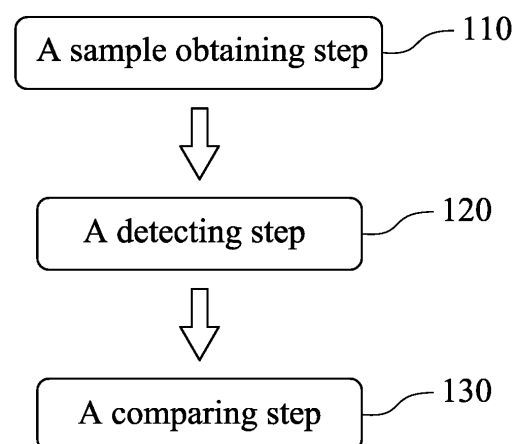 A sample obtaining step 110
A detecting step 120
A comparing step 130